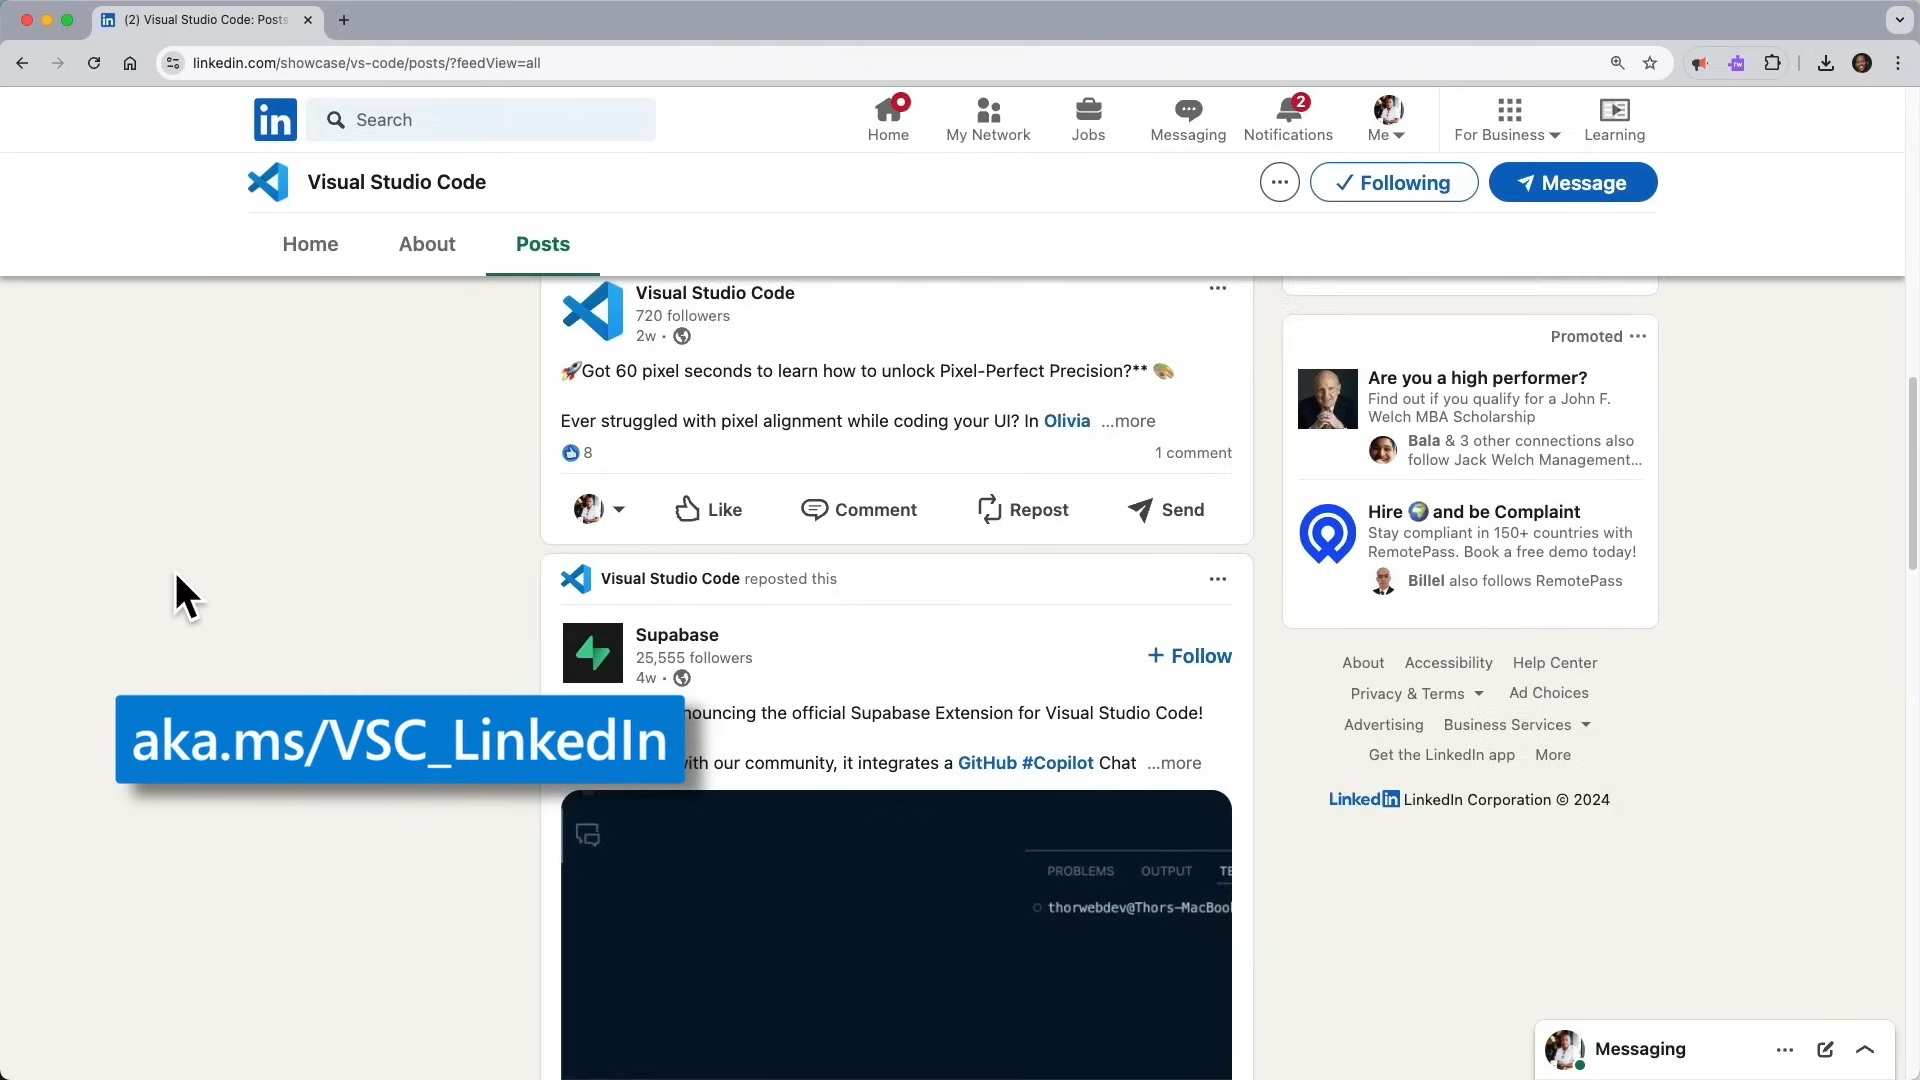 (2) Visual Studio Code: Posts
linkedin.com/showcase/vs-code/posts/?feedView=all
in
Search
Home
My Network
Jobs
Messaging
2
Notifications
Me
For Business
Learning
Visual Studio Code
Following
Message
Home
About
Posts
Visual Studio Code
720 followers
2w •
🚀Got 60 pixel seconds to learn how to unlock Pixel-Perfect Precision?** 🎨
Ever struggled with pixel alignment while coding your UI? In Olivia ...more
8
1 comment
Like
Comment
Repost
Send
Visual Studio Code reposted this
Supabase
25,555 followers
4w •
+ Follow
nouncing the official Supabase Extension for Visual Studio Code!
ith our community, it integrates a GitHub #Copilot Chat ...more
aka.ms/VSC_LinkedIn
PROBLEMS OUTPUT TE
thorwebdev@Thors-MacBool
Promoted
Are you a high performer?
Find out if you qualify for a John F.
Welch MBA Scholarship
Bala & 3 other connections also
follow Jack Welch Management...
Hire 🌍 and be Complaint
Stay compliant in 150+ countries with
RemotePass. Book a free demo today!
Billel also follows RemotePass
About Accessibility Help Center
Privacy & Terms Ad Choices
Advertising Business Services
Get the LinkedIn app More
LinkedIn LinkedIn Corporation © 2024
Messaging